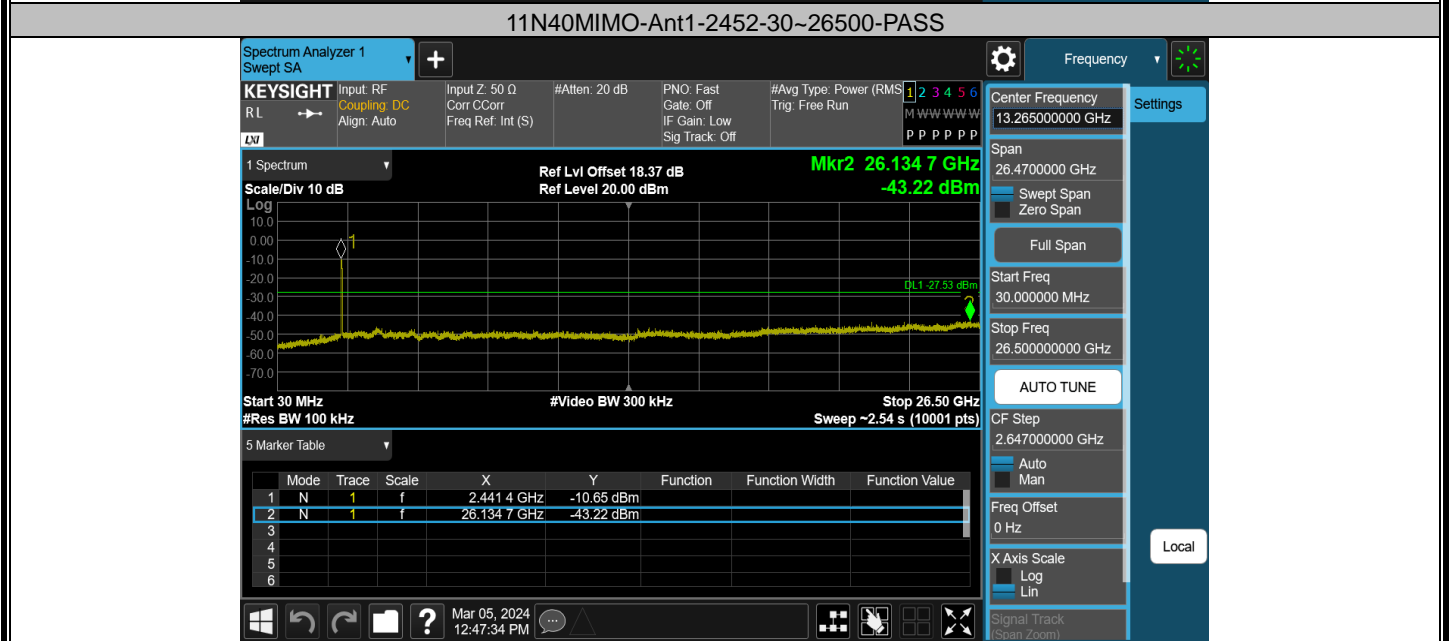 11N40MIMO-Ant1-2452-30~26500-PASS
Spectrum Analyzer 1
Swept SA
+
Frequency
KEYSIGHT
RL
LXI
Input: RF
Coupling: DC
Align: Auto
Input Z: 50 Ω
Corr CCorr
Freq Ref: Int (S)
#Atten: 20 dB
PNO: Fast
Gate: Off
IF Gain: Low
Sig Track: Off
#Avg Type: Power (RMS
Trig: Free Run
1 2 3 4 5 6
M W W W W W
P P P P P P
Center Frequency
13.265000000 GHz
Settings
Span
26.4700000 GHz
Swept Span
Zero Span
Full Span
Start Freq
30.000000 MHz
Stop Freq
26.500000000 GHz
AUTO TUNE
CF Step
2.647000000 GHz
Auto
Man
Freq Offset
0 Hz
X Axis Scale
Log
Lin
Signal Track
(Span Zoom)
Local
1 Spectrum
Ref Lvl Offset 18.37 dB
Mkr2 26.134 7 GHz
Scale/Div 10 dB
Ref Level 20.00 dBm
-43.22 dBm
Log
10.0
0.00
-10.0
-20.0
-30.0
-40.0
-50.0
-60.0
-70.0
1
DL1 -27.53 dBm
2
Start 30 MHz
#Video BW 300 kHz
Stop 26.50 GHz
#Res BW 100 kHz
Sweep ~2.54 s (10001 pts)
5 Marker Table
Mode Trace Scale X Y Function Function Width Function Value
1 N 1 f 2.441 4 GHz -10.65 dBm
2 N 1 f 26.134 7 GHz -43.22 dBm
3
4
5
6
?
Mar 05, 2024
12:47:34 PM